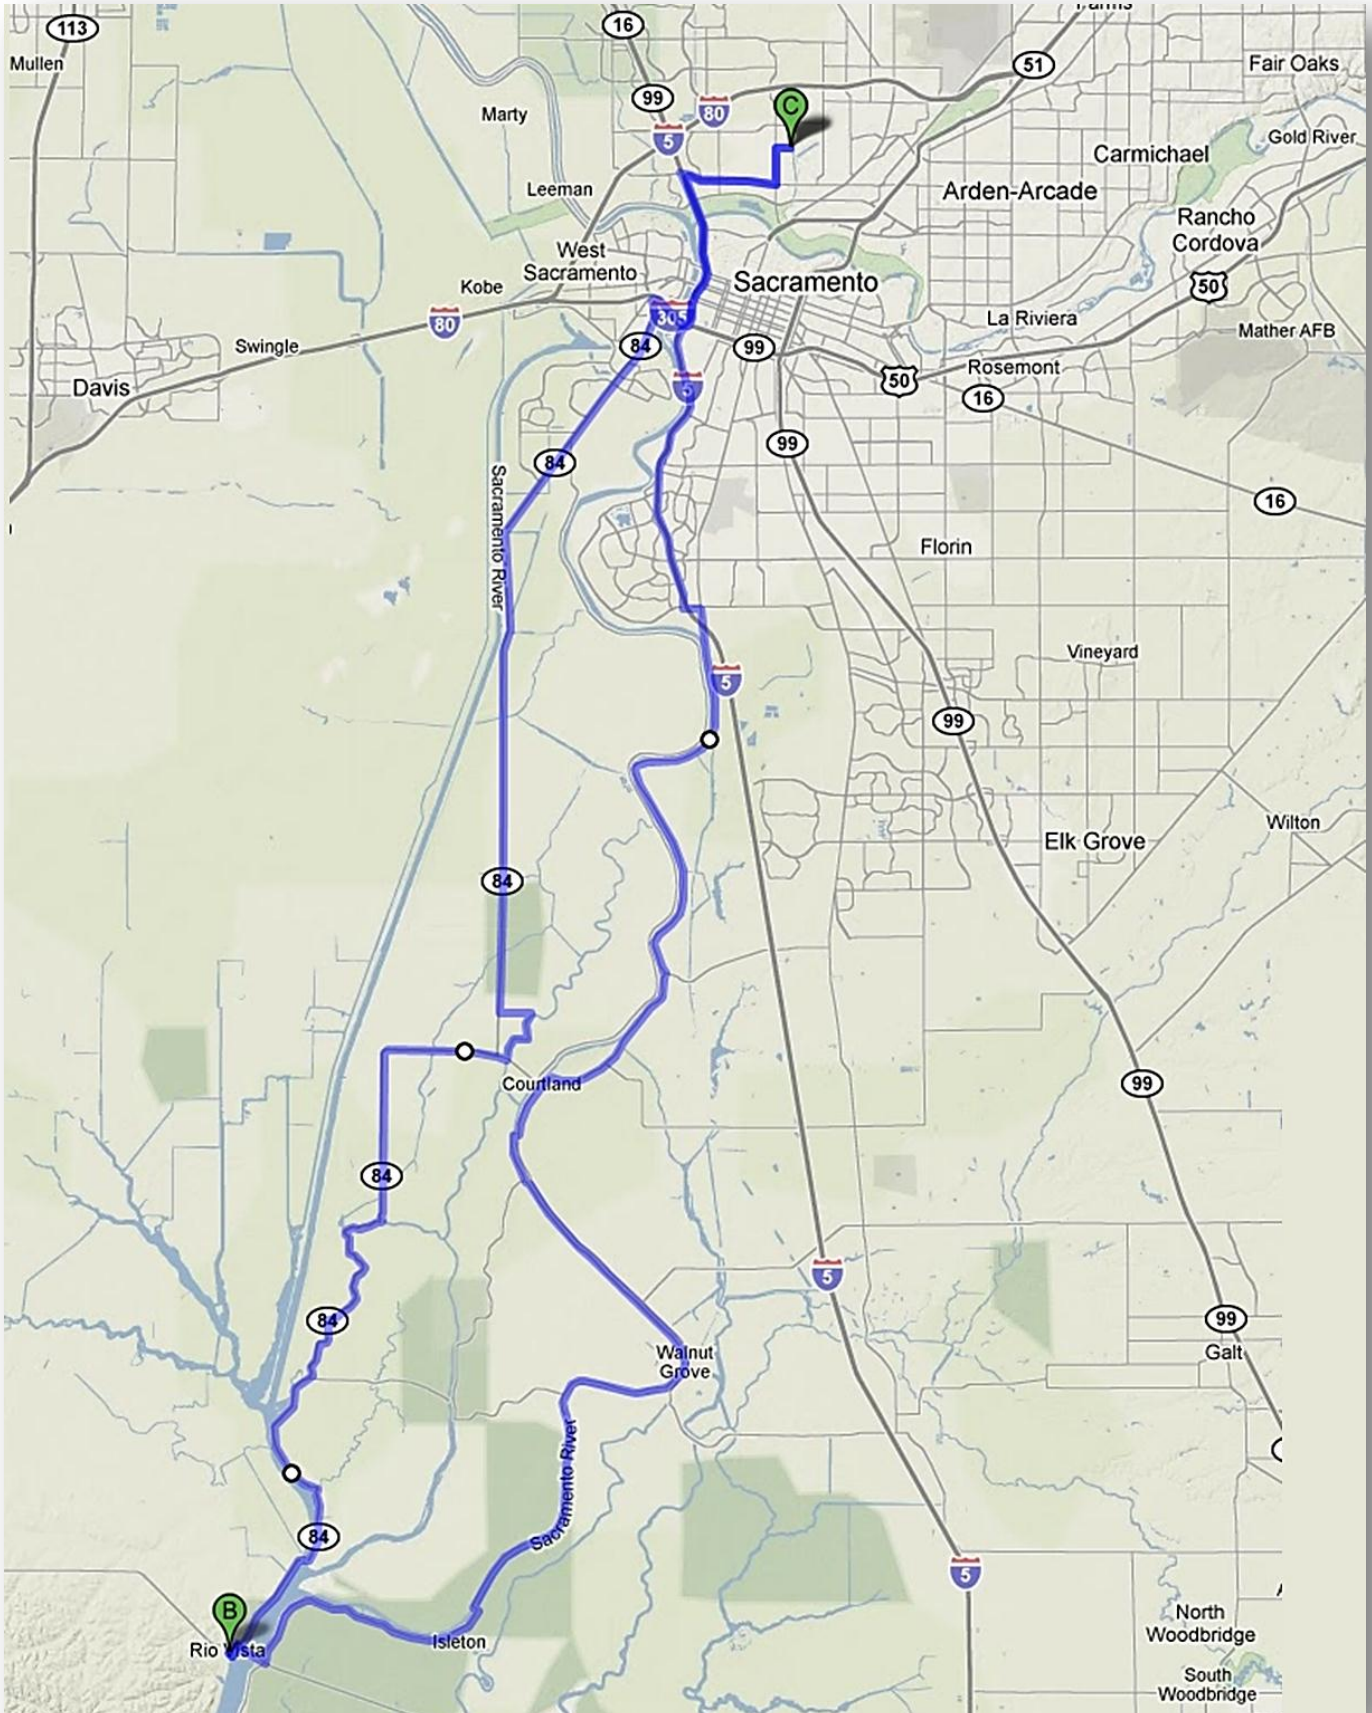 113
16
Mullen
51
Fair Oaks
99
80
C
Marty
5
Gold River
Carmichael
Leeman
Arden-Arcade
Rancho
Cordova
West
Sacramento
Kobe
Sacramento
50
305
80
La Riviera
Mather AFB
Swingle
84
99
Rosemont
Davis
5
50
16
99
84
Sacramento River
16
Florin
Vineyard
5
99
Wilton
Elk Grove
84
Courtland
99
84
5
84
99
Walnut
Grove
Galt
Sacramento River
84
5
B
North
Woodbridge
Rio Vista
Isleton
South
Woodbridge